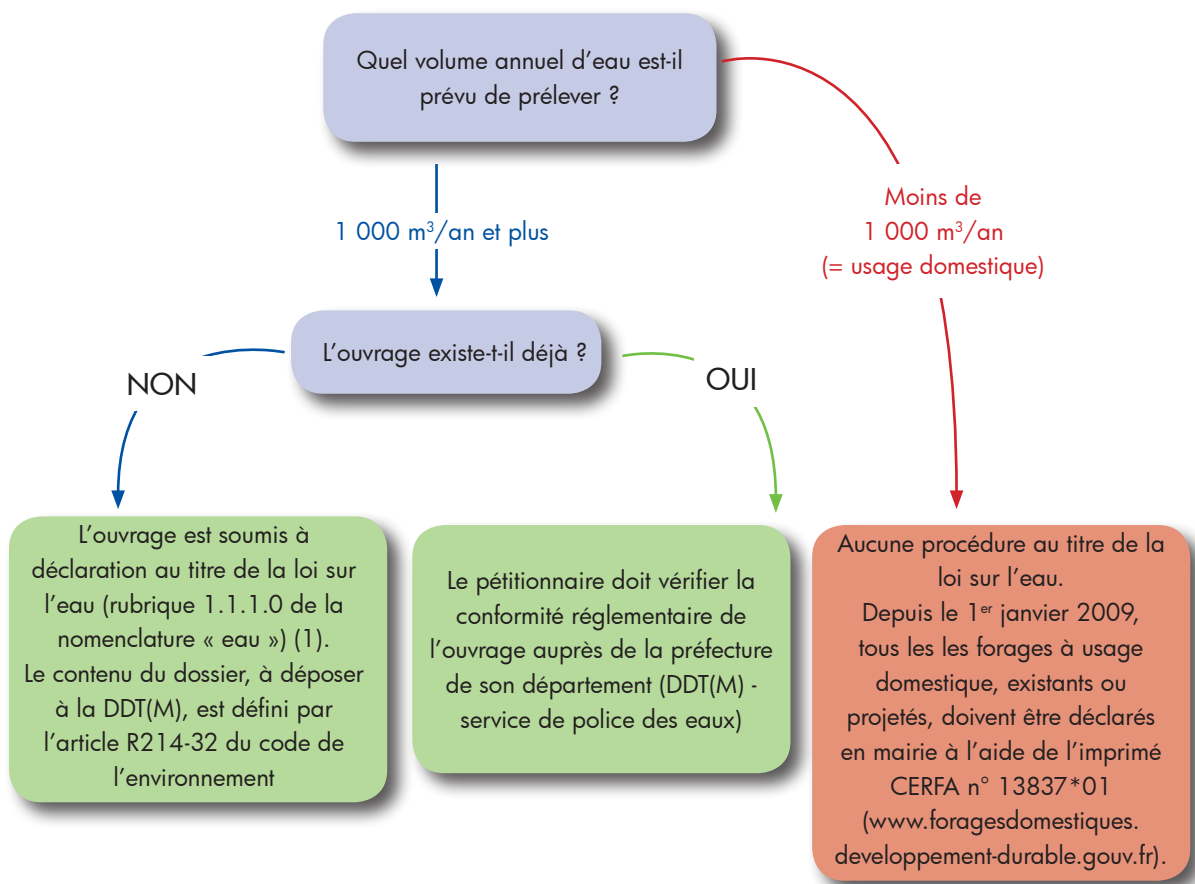 Quel volume annuel d'eau est-il
prévu de prélever ?
1 000 m³/an et plus
Moins de
1 000 m³/an
(= usage domestique)
L'ouvrage existe-t-il déjà ?
NON
OUI
L'ouvrage est soumis à
déclaration au titre de la loi sur
l'eau (rubrique 1.1.1.0 de la
nomenclature « eau ») (1).
Le contenu du dossier, à déposer
à la DDT(M), est défini par
l'article R214-32 du code de
l'environnement
Le pétitionnaire doit vérifier la
conformité réglementaire de
l'ouvrage auprès de la préfecture
de son département (DDT(M) -
service de police des eaux)
Aucune procédure au titre de la
loi sur l'eau.
Depuis le 1er janvier 2009,
tous les les forages à usage
domestique, existants ou
projetés, doivent être déclarés
en mairie à l'aide de l'imprimé
CERFA n° 13837*01
(www.foragesdomestiques.
developpement-durable.gouv.fr).